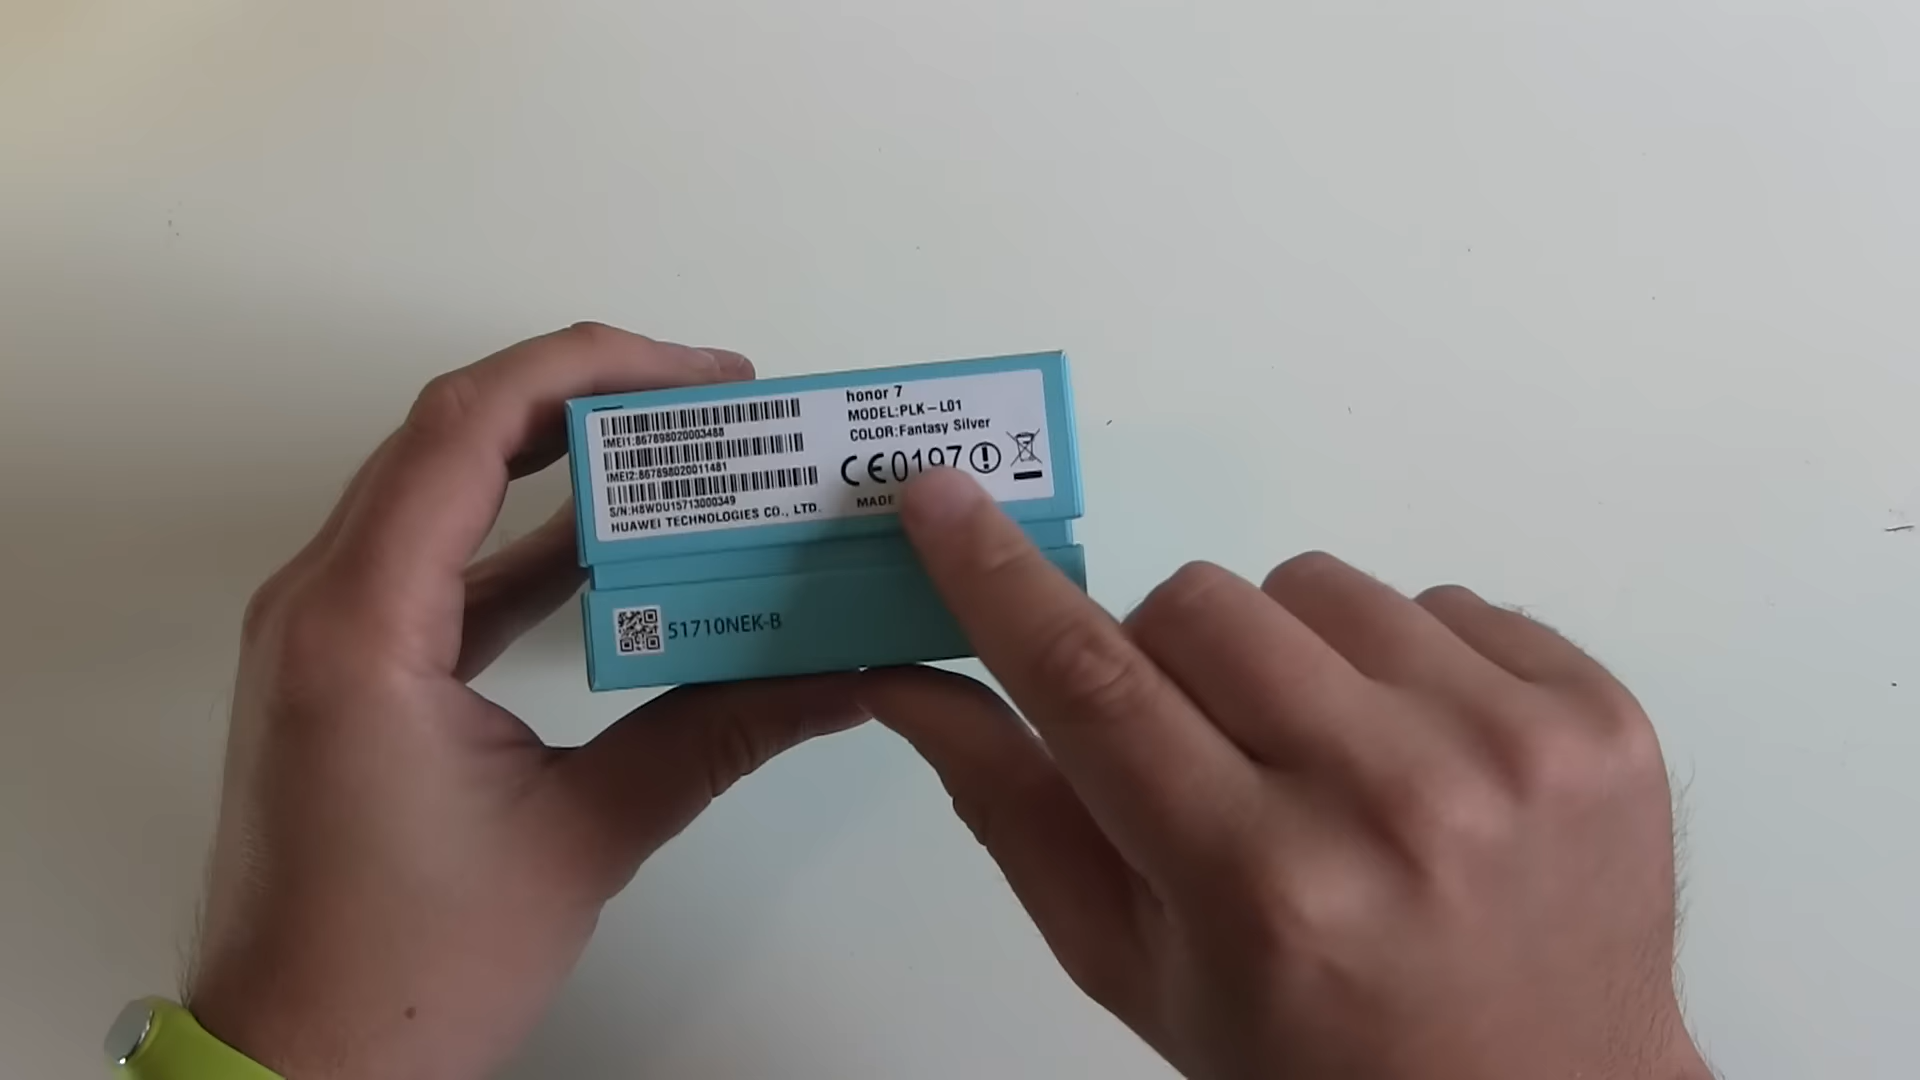 IMEI1:867898020003488
IMEI2:867898020011481
S/N:H8WDU15713000349
HUAWEI TECHNOLOGIES CO., LTD.
honor 7
MODEL:PLK-L01
COLOR:Fantasy Silver
CE0197
MADE
51710NEK-B